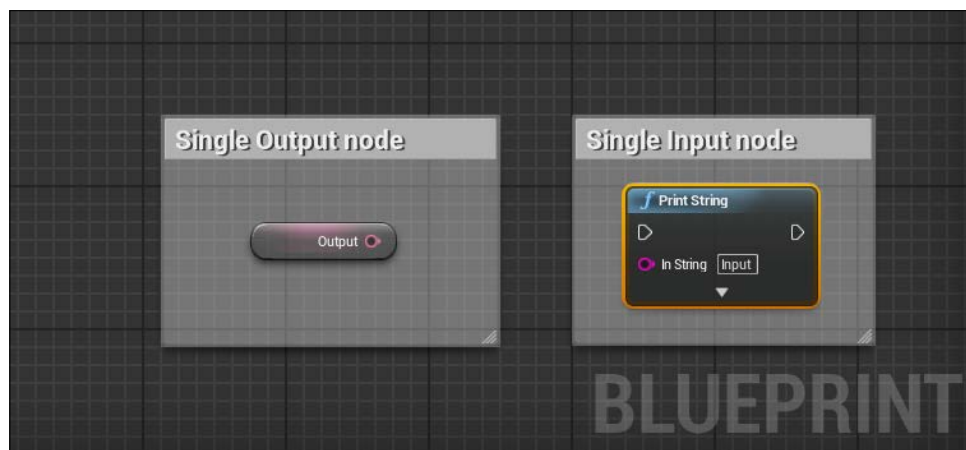 Single Output node
Output
Single Input node
f Print String
In String Input
BLUEPRINT